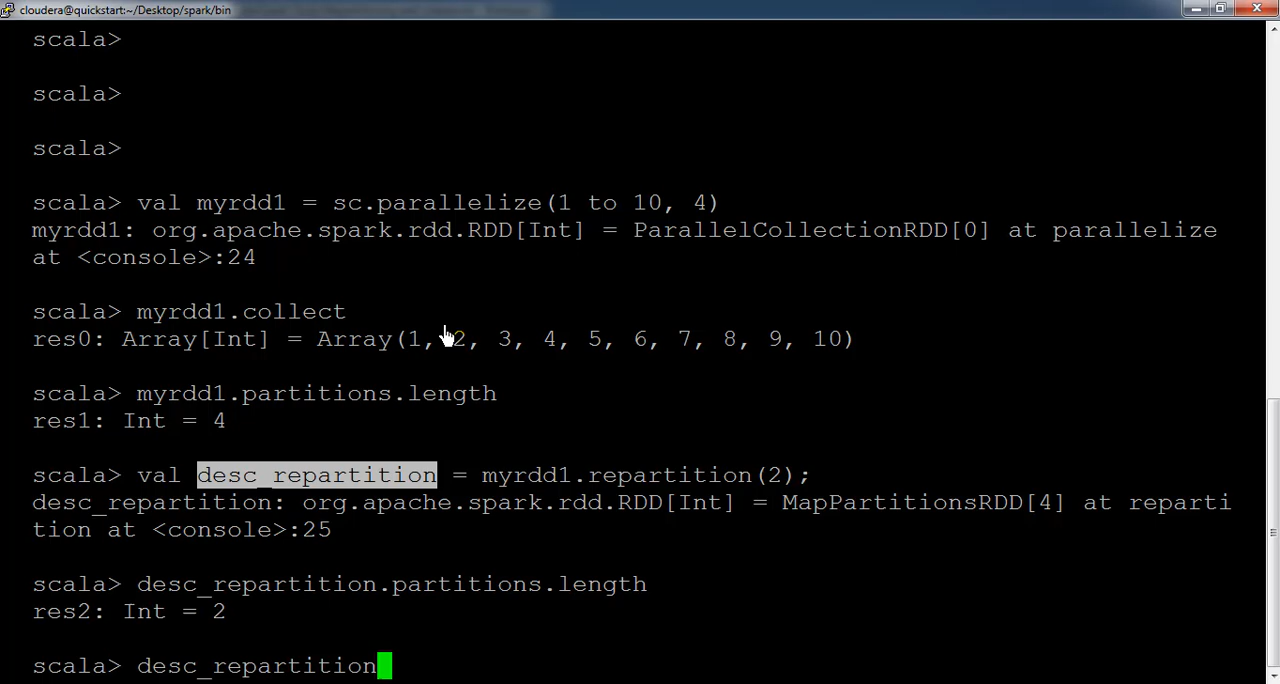 cloudera@quickstart:~/Desktop/spark/bin
scala>
scala>
scala>
scala> val myrdd1 = sc.parallelize(1 to 10, 4)
myrdd1: org.apache.spark.rdd.RDD[Int] = ParallelCollectionRDD[0] at parallelize
at <console>:24
scala> myrdd1.collect
res0: Array[Int] = Array(1, 2, 3, 4, 5, 6, 7, 8, 9, 10)
scala> myrdd1.partitions.length
res1: Int = 4
scala> val desc_repartition = myrdd1.repartition(2);
desc_repartition: org.apache.spark.rdd.RDD[Int] = MapPartitionsRDD[4] at reparti
tion at <console>:25
scala> desc_repartition.partitions.length
res2: Int = 2
scala> desc_repartition